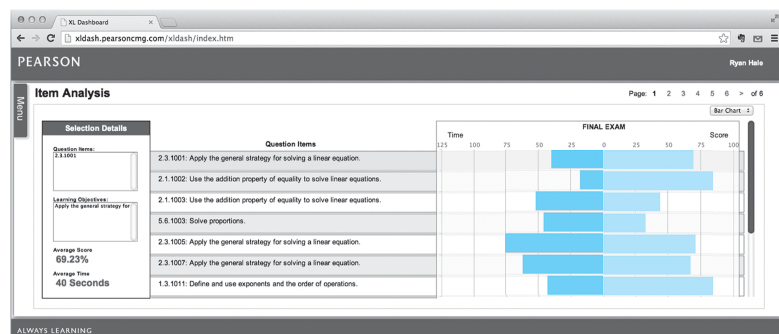 XL Dashboard
xldash.pearsoncmg.com/xldash/index.htm
PEARSON
Ryan Hale
Menu
Item Analysis
Page: 1 2 3 4 5 6 > of 6
Bar Chart
Selection Details
Question Items:
2.3.1001
Learning Objectives:
Apply the general strategy for
Average Score
69.23%
Average Time
40 Seconds
Question Items
FINAL EXAM
Time
Score
125 100 75 50 25 0 25 50 75 100
2.3.1001: Apply the general strategy for solving a linear equation.
2.1.1002: Use the addition property of equality to solve linear equations.
2.1.1003: Use the addition property of equality to solve linear equations.
5.6.1003: Solve proportions.
2.3.1005: Apply the general strategy for solving a linear equation.
2.3.1007: Apply the general strategy for solving a linear equation.
1.3.1011: Define and use exponents and the order of operations.
ALWAYS LEARNING